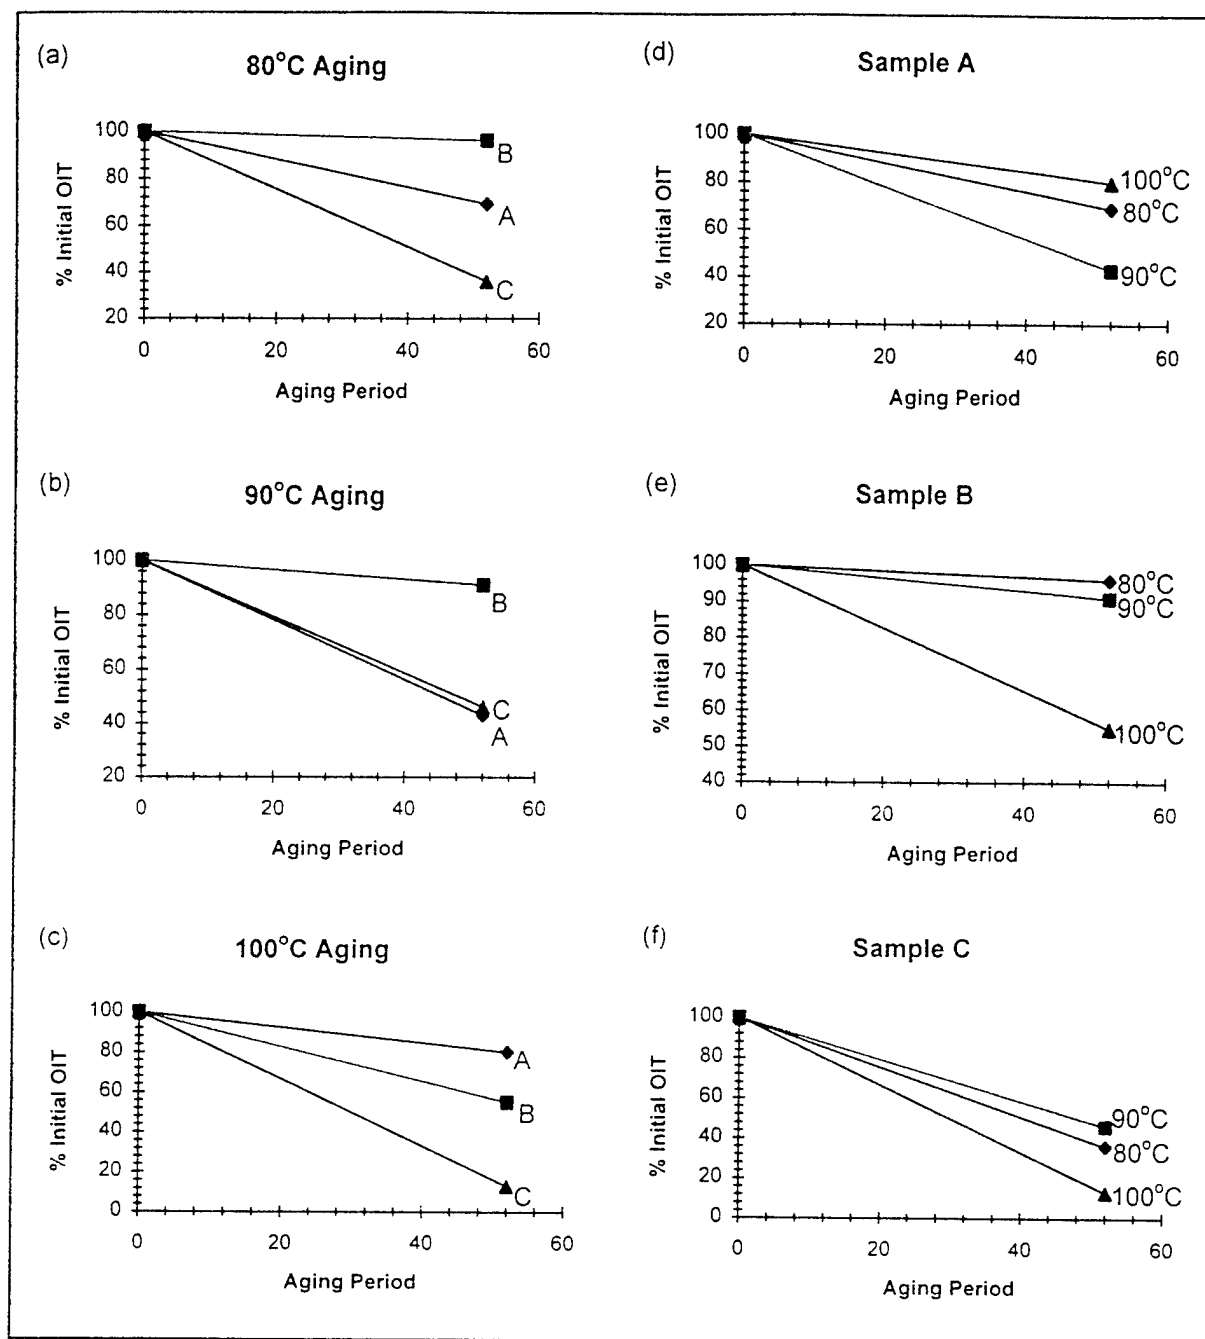 (a)
80°C Aging
% Initial OIT
100
80
60
40
20
B
A
C
0 20 40 60
Aging Period
(d)
Sample A
% Initial OIT
100
80
60
40
20
100°C
80°C
90°C
0 20 40 60
Aging Period
(b)
90°C Aging
% Initial OIT
100
80
60
40
20
B
C
A
0 20 40 60
Aging Period
(e)
Sample B
% Initial OIT
100
90
80
70
60
50
40
80°C
90°C
100°C
0 20 40 60
Aging Period
(c)
100°C Aging
% Initial OIT
100
80
60
40
20
0
A
B
C
0 20 40 60
Aging Period
(f)
Sample C
% Initial OIT
100
80
60
40
20
0
90°C
80°C
100°C
0 20 40 60
Aging Period